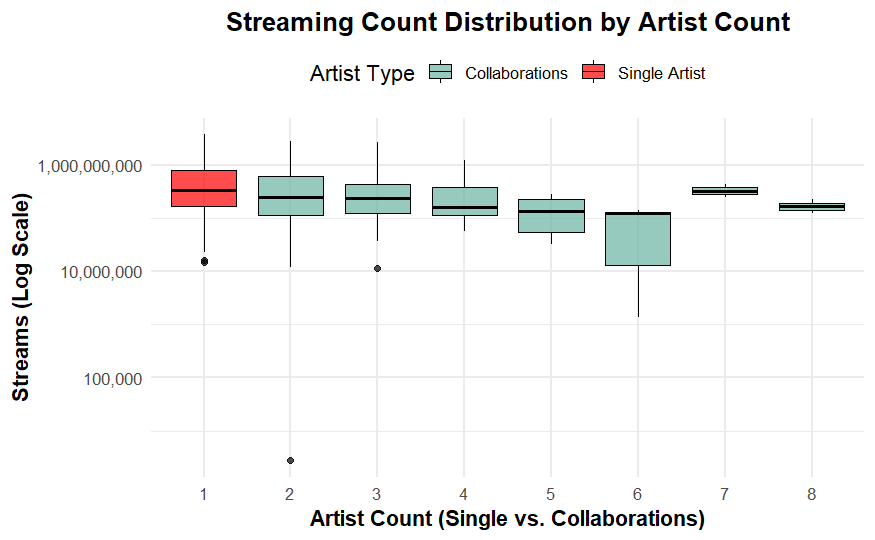 Streaming Count Distribution by Artist Count
Artist Type Collaborations Single Artist
1,000,000,000
10,000,000
100,000
Streams (Log Scale)
1 2 3 4 5 6 7 8
Artist Count (Single vs. Collaborations)